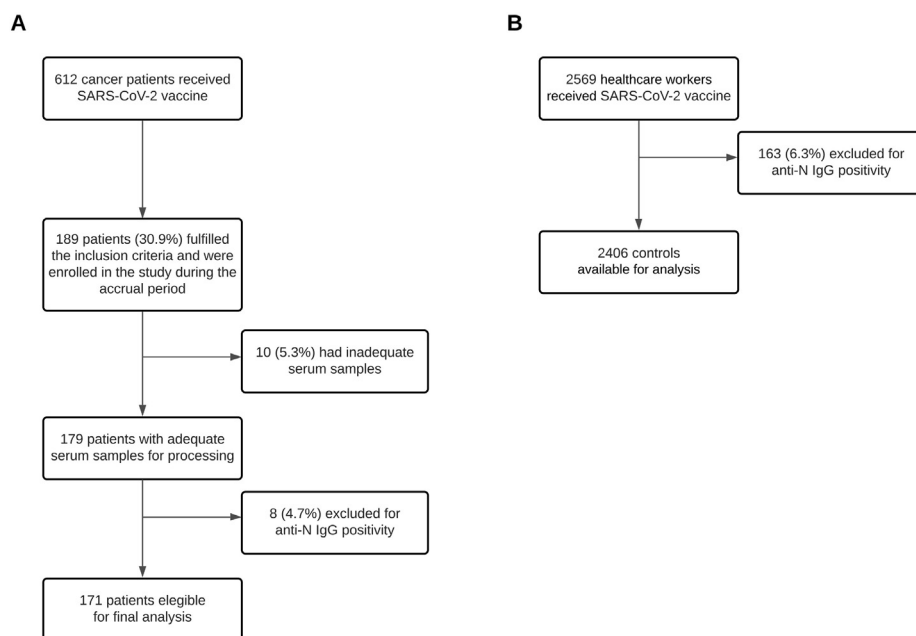 A
612 cancer patients received
SARS-CoV-2 vaccine
189 patients (30.9%) fulfilled
the inclusion criteria and were
enrolled in the study during the
accrual period
10 (5.3%) had inadequate
serum samples
179 patients with adequate
serum samples for processing
8 (4.7%) excluded for
anti-N IgG positivity
171 patients elegible
for final analysis
B
2569 healthcare workers
received SARS-CoV-2 vaccine
163 (6.3%) excluded for
anti-N IgG positivity
2406 controls
available for analysis